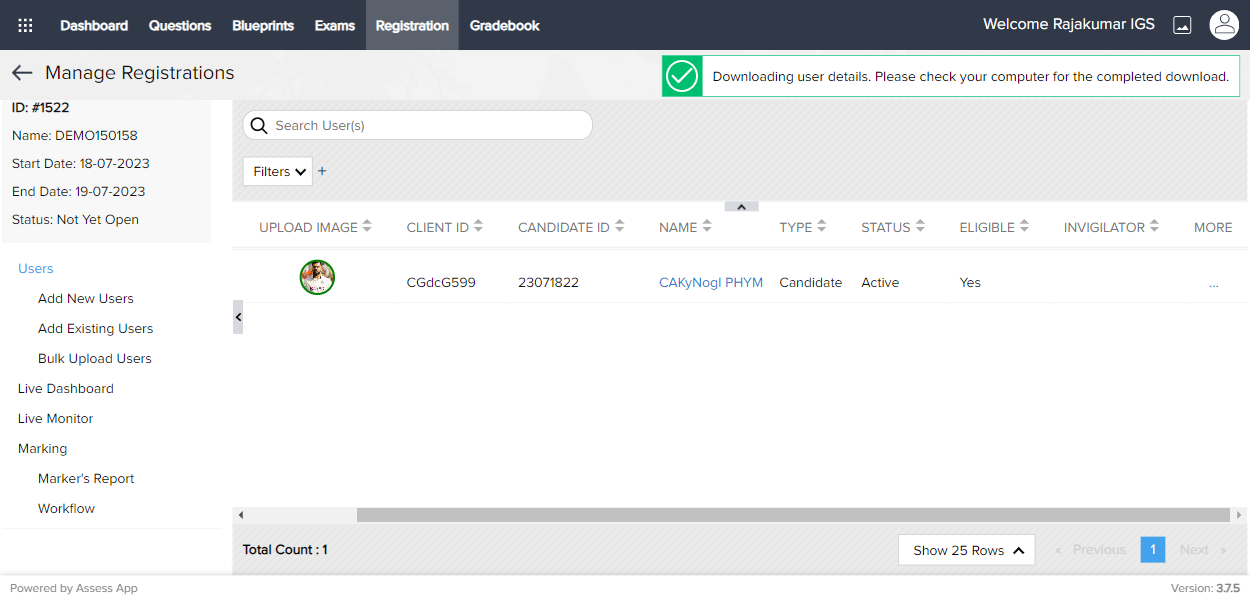 Dashboard Questions Blueprints Exams Registration Gradebook Welcome Rajakumar IGS
Manage Registrations
Downloading user details. Please check your computer for the completed download.
ID: #1522
Name: DEMO150158
Start Date: 18-07-2023
End Date: 19-07-2023
Status: Not Yet Open
Users
Add New Users
Add Existing Users
Bulk Upload Users
Live Dashboard
Live Monitor
Marking
Marker's Report
Workflow
Search User(s)
Filters +
UPLOAD IMAGE CLIENT ID CANDIDATE ID NAME TYPE STATUS ELIGIBLE INVIGILATOR MORE
CGdcG599 23071822 CAKyNogI PHYM Candidate Active Yes ...
Total Count : 1 Show 25 Rows « Previous 1 Next »
Powered by Assess App Version: 3.7.5